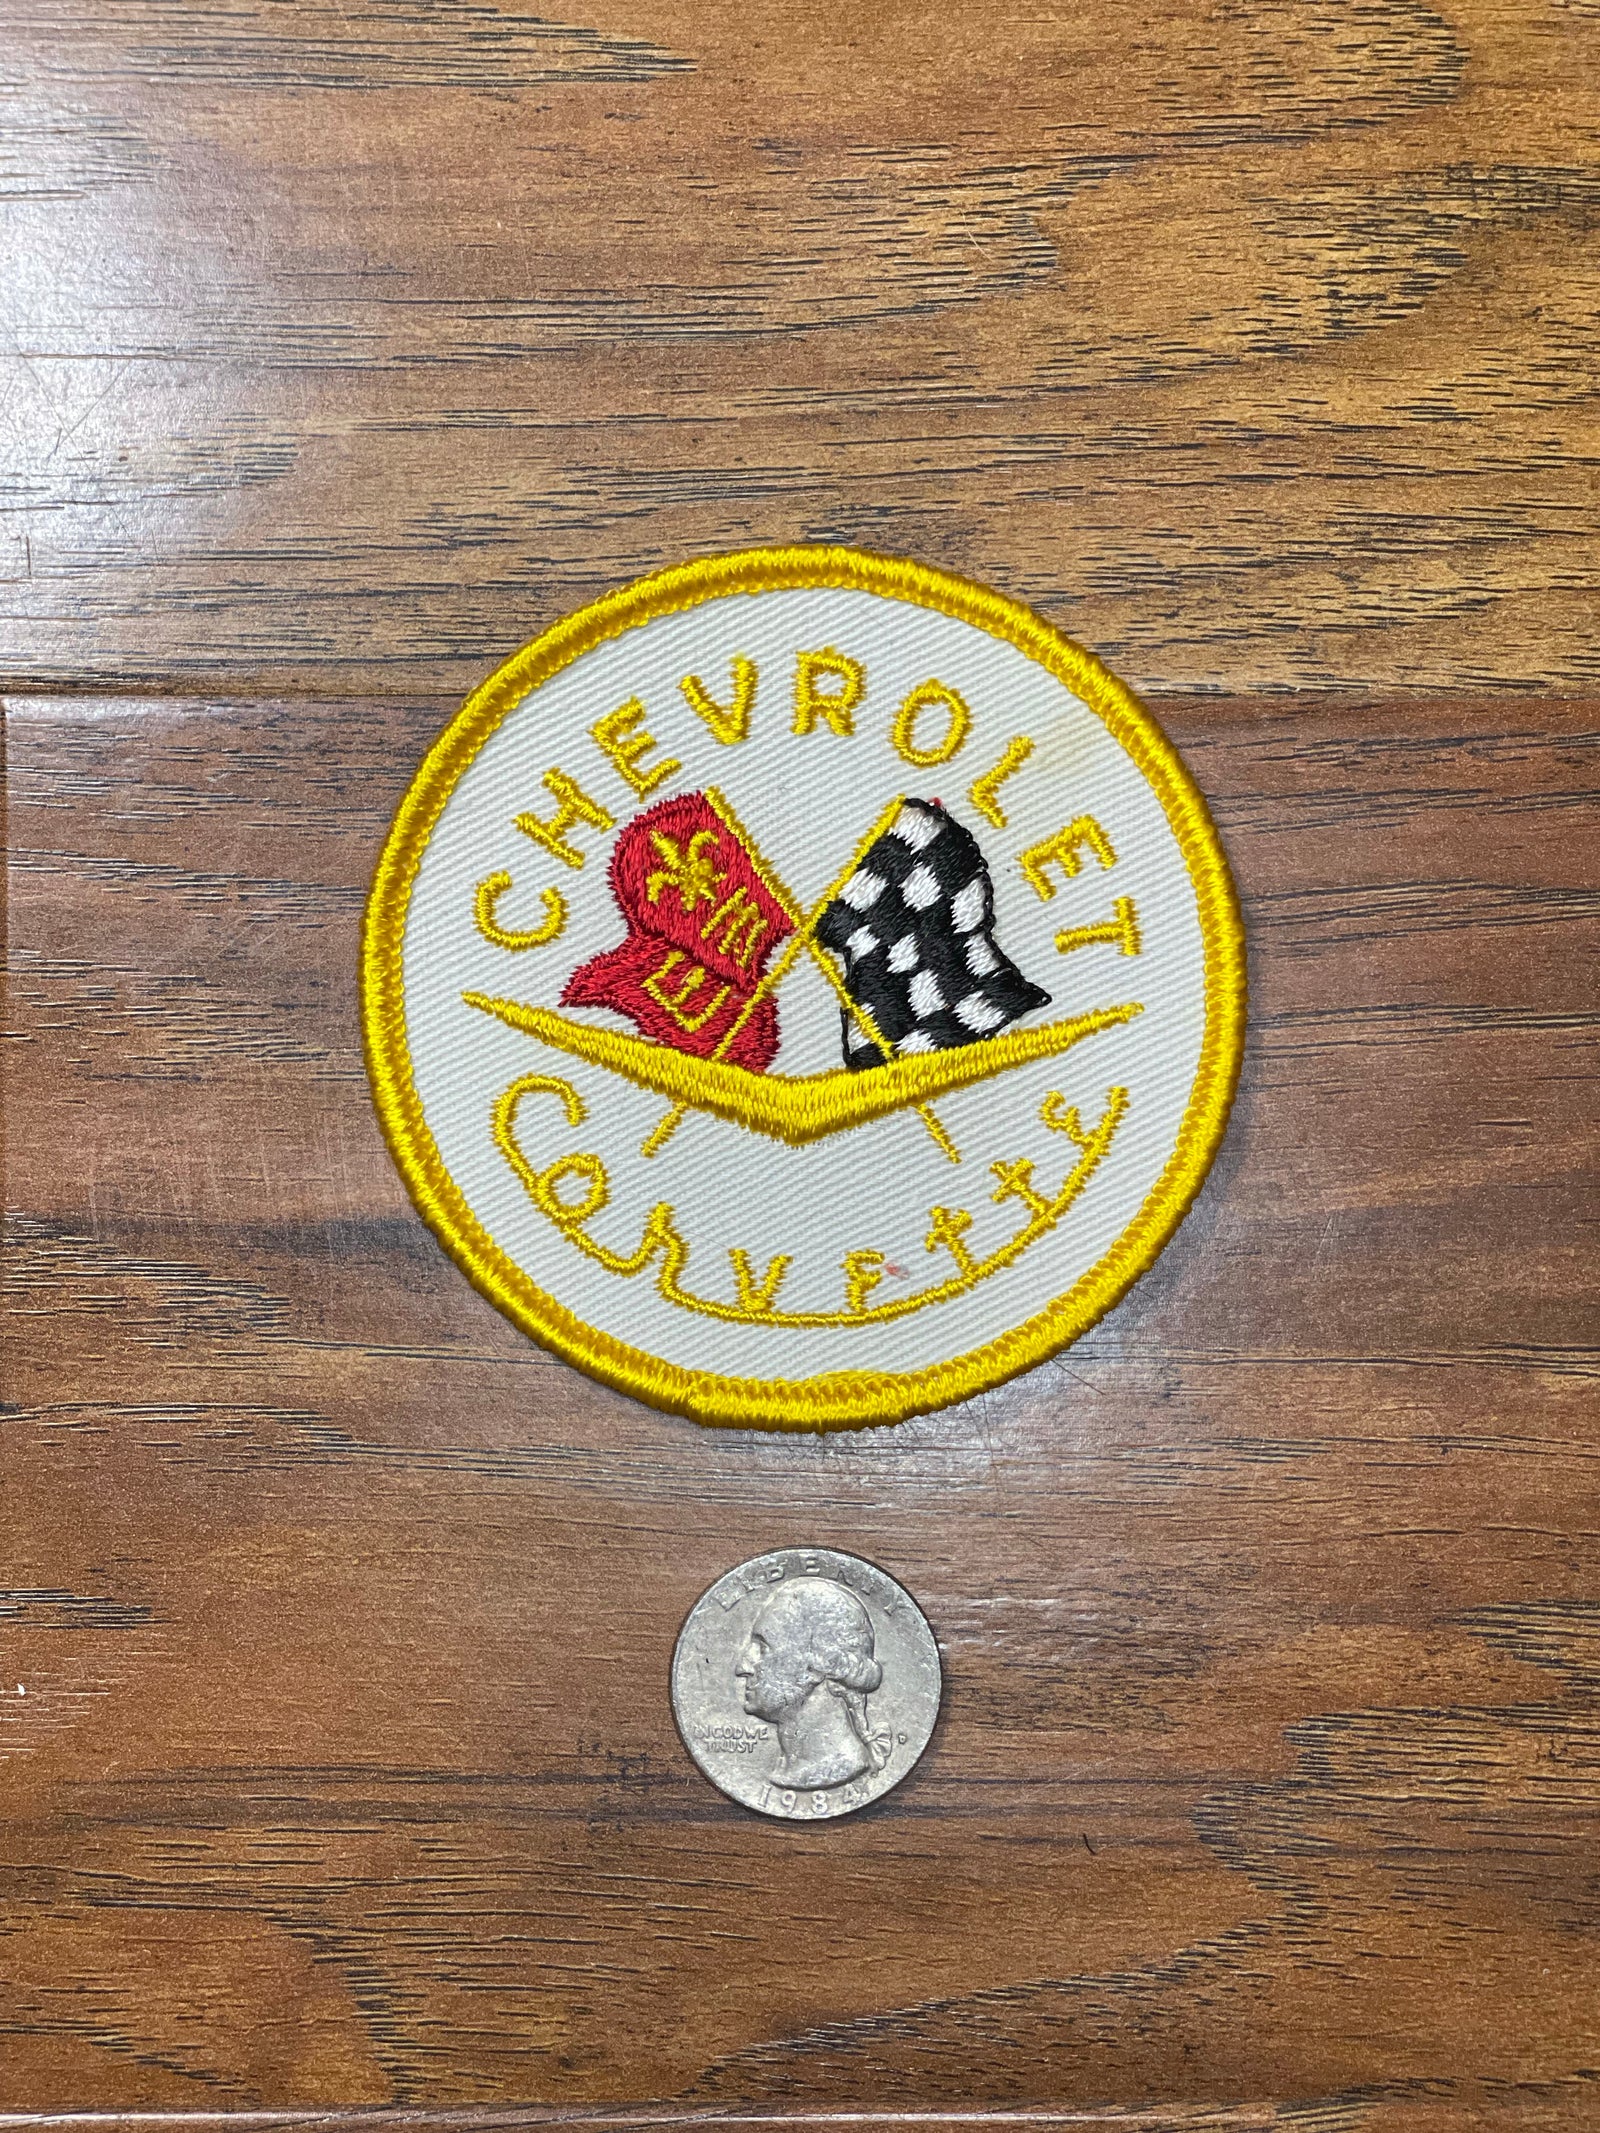 CHEVROLET
Corvette
LIBERTY
IN GOD WE
TRUST
D
1984